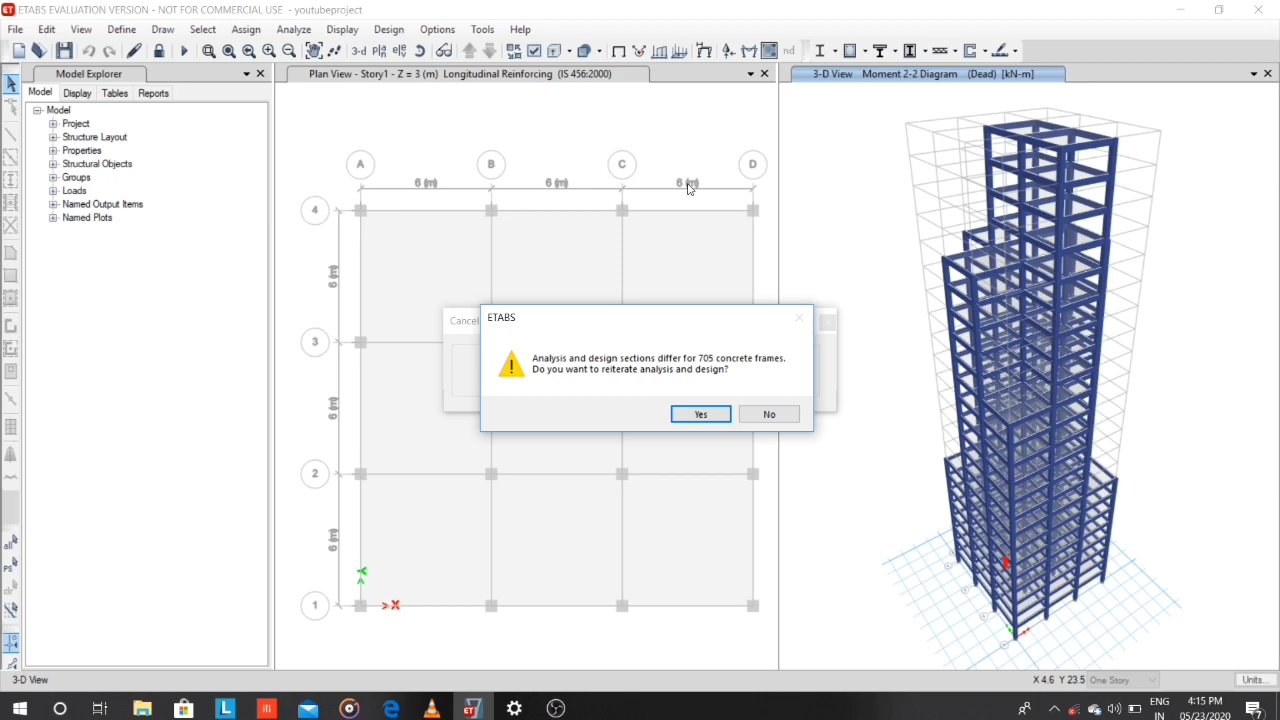 ETABS EVALUATION VERSION - NOT FOR COMMERCIAL USE - youtubeproject
File Edit View Define Draw Select Assign Analyze Display Design Options Tools Help
3-d nd
Model Explorer
Plan View - Story1 - Z = 3 (m) Longitudinal Reinforcing (IS 456:2000)
3-D View Moment 2-2 Diagram (Dead) [kN-m]
Model Display Tables Reports
Model
Project
Structure Layout
Properties
Structural Objects
Groups
Loads
Named Output Items
Named Plots
A B C D
6 (m) 6 (m) 6 (m)
4
6 (m)
3
6 (m)
2
6 (m)
1
X
Cancel
ETABS
Analysis and design sections differ for 705 concrete frames.
Do you want to reiterate analysis and design?
Yes No
all
PS
3-D View
X 4.6 Y 23.5 One Story Units...
ENG 4:15 PM
IN 05/23/2020